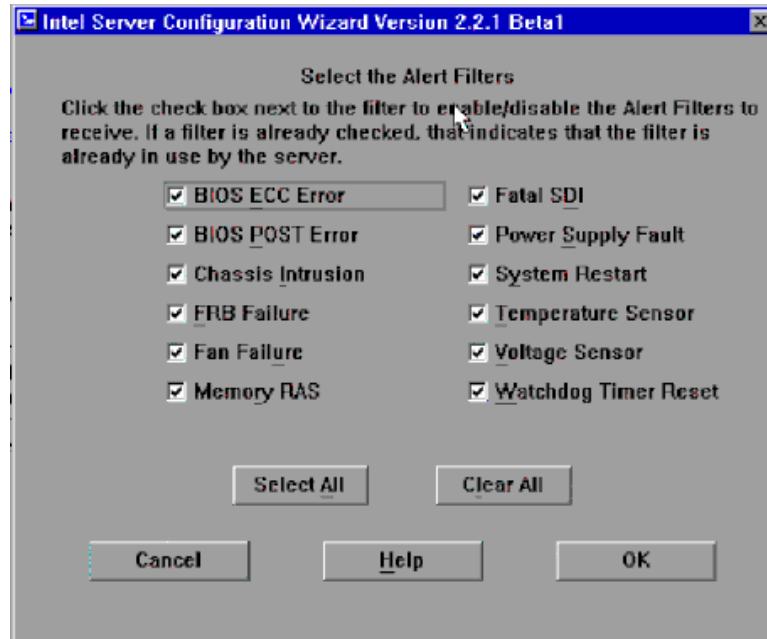 Intel Server Configuration Wizard Version 2.2.1 Beta1
Select the Alert Filters
Click the check box next to the filter to enable/disable the Alert Filters to
receive. If a filter is already checked, that indicates that the filter is
already in use by the server.
BIOS ECC Error
Fatal SDI
BIOS POST Error
Power Supply Fault
Chassis Intrusion
System Restart
FRB Failure
Temperature Sensor
Fan Failure
Voltage Sensor
Memory RAS
Watchdog Timer Reset
Select All
Clear All
Cancel
Help
OK